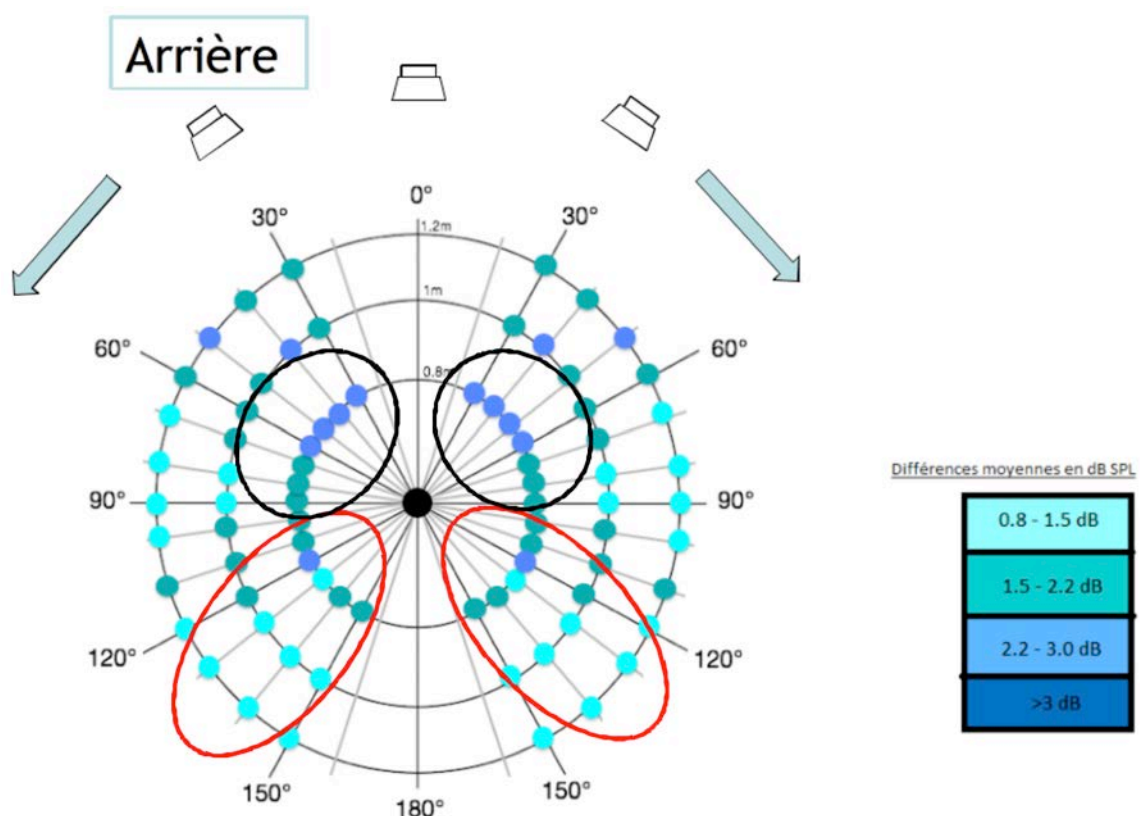 Arrière
0°
30°
30°
1.2m
1m
60°
60°
0.8m
Différences moyennes en dB SPL
90°
90°
0.8 - 1.5 dB
1.5 - 2.2 dB
2.2 - 3.0 dB
>3 dB
120°
120°
150°
150°
180°